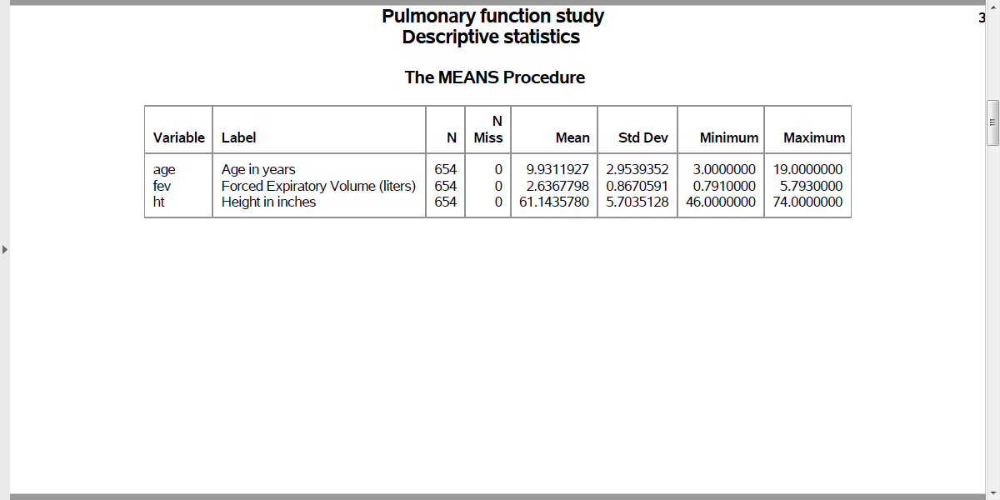 Pulmonary function study
3
Descriptive statistics
The MEANS Procedure
Variable Label N N Miss Mean Std Dev Minimum Maximum
age Age in years 654 0 9.9311927 2.9539352 3.0000000 19.0000000
fev Forced Expiratory Volume (liters) 654 0 2.6367798 0.8670591 0.7910000 5.7930000
ht Height in inches 654 0 61.1435780 5.7035128 46.0000000 74.0000000